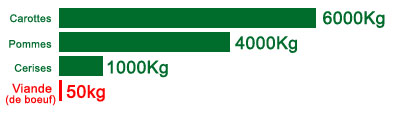 Carottes 6000Kg
Pommes 4000Kg
Cerises 1000Kg
Viande
(de boeuf) 50kg